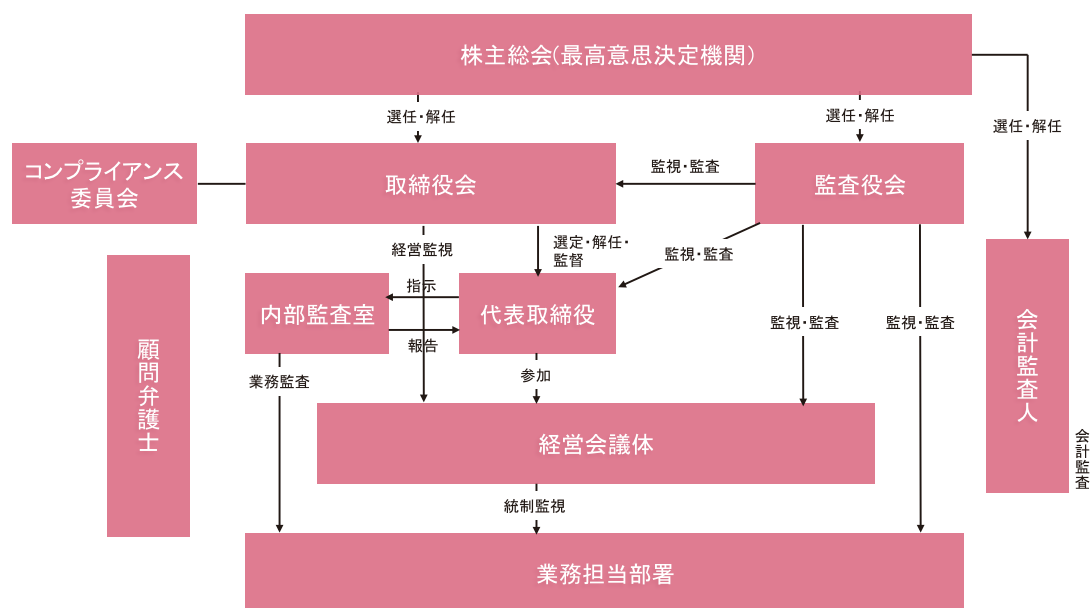 株主総会(最高意思決定機関)
選任・解任
選任・解任
選任・解任
コンプライアンス
委員会
取締役会
監視・監査
監査役会
経営監視
選定・解任・
監督
監視・監査
指示
内部監査室
代表取締役
報告
監視・監査
監視・監査
会計監査人
顧問弁護士
業務監査
参加
経営会議体
会計監査
統制監視
業務担当部署